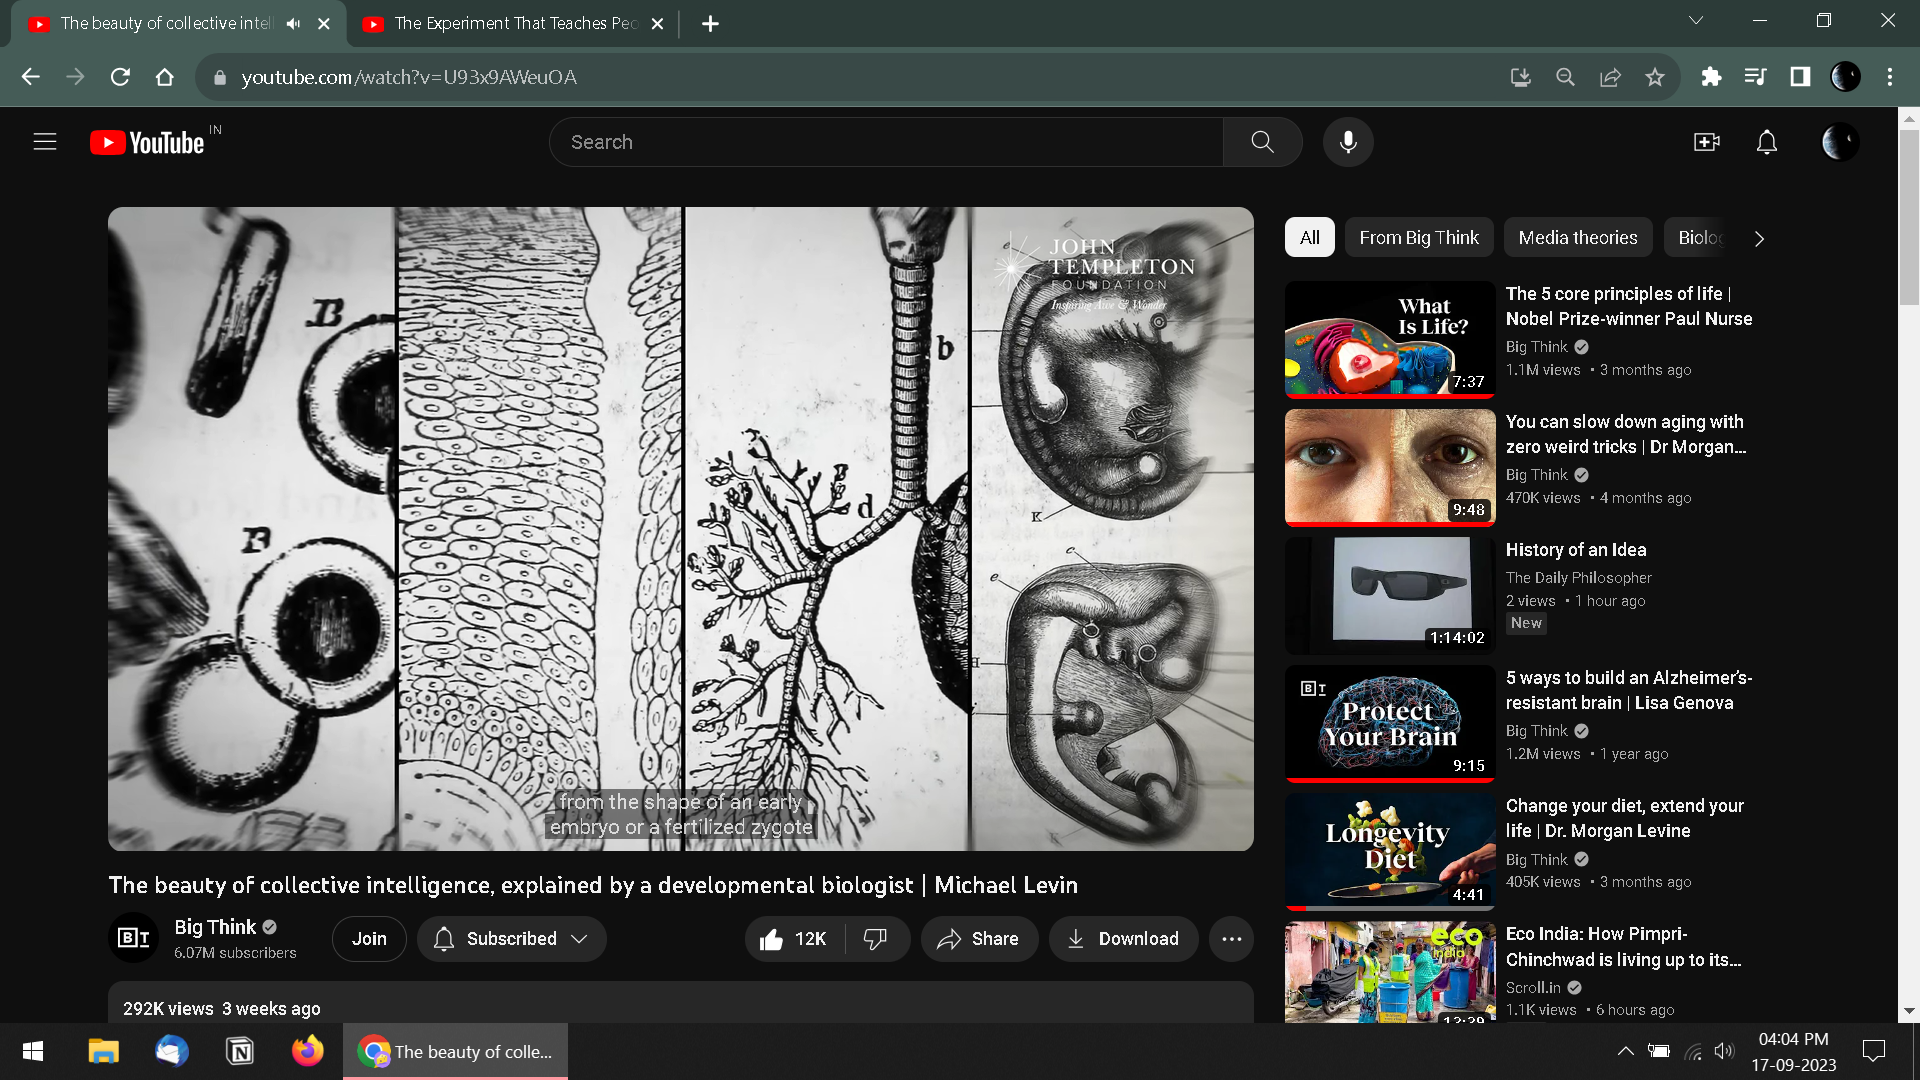 The beauty of collective intel
The Experiment That Teaches Peo
youtube.com/watch?v=U93x9AWeuOA
YouTube IN
Search
B
B
b
d
JOHN
TEMPLETON
FOUNDATION
Inspiring Awe & Wonder
K
c
e
from the shape of an early
embryo or a fertilized zygote
The beauty of collective intelligence, explained by a developmental biologist | Michael Levin
BT
Big Think
6.07M subscribers
Join
Subscribed
12K
Share
Download
292K views 3 weeks ago
All
From Big Think
Media theories
Biolog
What
Is Life?
7:37
The 5 core principles of life |
Nobel Prize-winner Paul Nurse
Big Think
1.1M views • 3 months ago
9:48
You can slow down aging with
zero weird tricks | Dr Morgan...
Big Think
470K views • 4 months ago
1:14:02
History of an Idea
The Daily Philosopher
2 views • 1 hour ago
New
BT
Protect
Your Brain
9:15
5 ways to build an Alzheimer's-
resistant brain | Lisa Genova
Big Think
1.2M views • 1 year ago
Longevity
Diet
4:41
Change your diet, extend your
life | Dr. Morgan Levine
Big Think
405K views • 3 months ago
eco
india
Eco India: How Pimpri-
Chinchwad is living up to its...
Scroll.in
1.1K views • 6 hours ago
The beauty of colle...
04:04 PM
17-09-2023